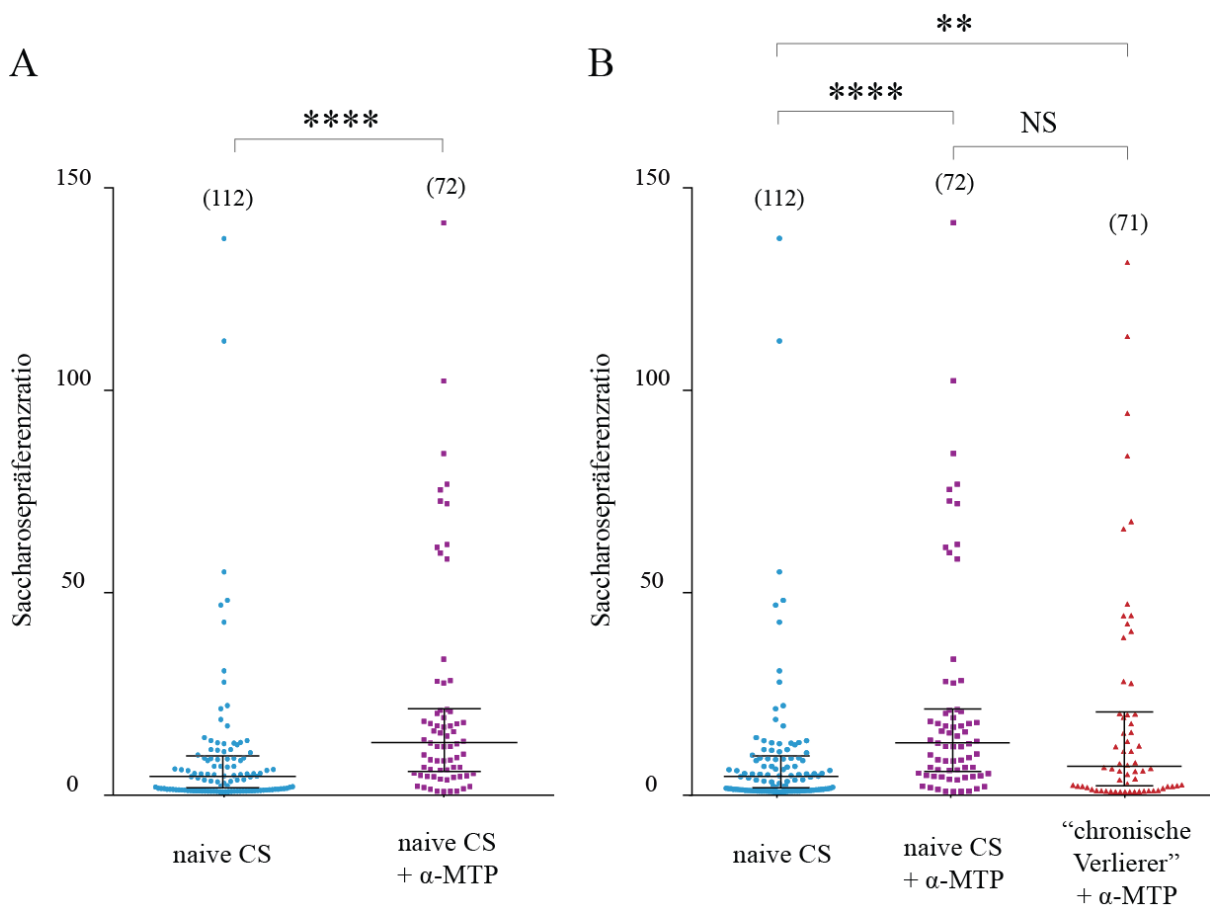 A
****
Saccharosepräferenzratio
150
100
50
0
(112)
(72)
naive CS
naive CS
+ α-MTP
B
**
****
NS
Saccharosepräferenzratio
150
100
50
0
(112)
(72)
(71)
naive CS
naive CS
+ α-MTP
“chronische
Verlierer”
+ α-MTP